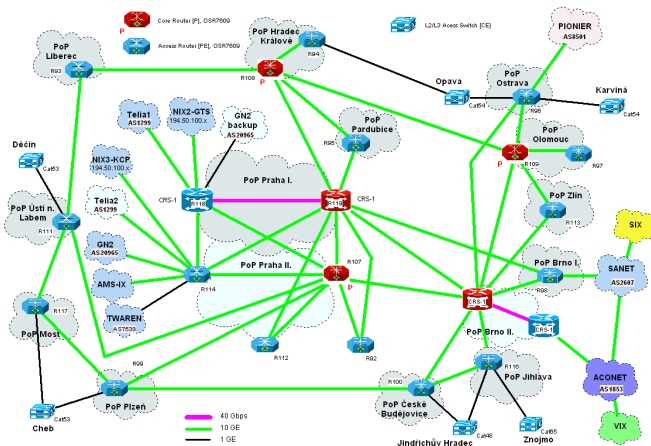 Core Router [P], OSR7609
P
Access Router [PE], OSR7609
L2/L3 Acess Switch [CE]
PoP Hradec
Králové
R94
PIONIER
AS8501
PoP
Liberec
R93
R108
P
Opava
Cat54
PoP
Ostrava
R96
Karviná
Cat54
Telia1
AS1299
NIX2-GTS
194.50.100.x
GN2
backup
AS20965
PoP
Pardubice
R95
PoP
Olomouc
P
R109
R97
Děčín
Cat53
NIX3-KCP
194.50.100.x
PoP Praha I.
CRS-1
R118
R119
CRS-1
PoP Zlín
R113
Telia2
AS1299
PoP Ústí n.
Labem
R111
SIX
GN2
AS20965
PoP Praha II.
R107
P
PoP Brno I.
R98
SANET
AS2607
AMS-IX
R114
CRS-1
R117
PoP Most
TWAREN
AS7539
PoP Brno II.
CRS-1
R112
R92
R99
R116
PoP Jihlava
R100
ACONET
AS1853
PoP Plzeň
PoP České
Budějovice
Cat53
Cheb
40 Gbps
10 GE
1 GE
Cat48
Jindřichův Hradec
Cat65
Znojmo
VIX